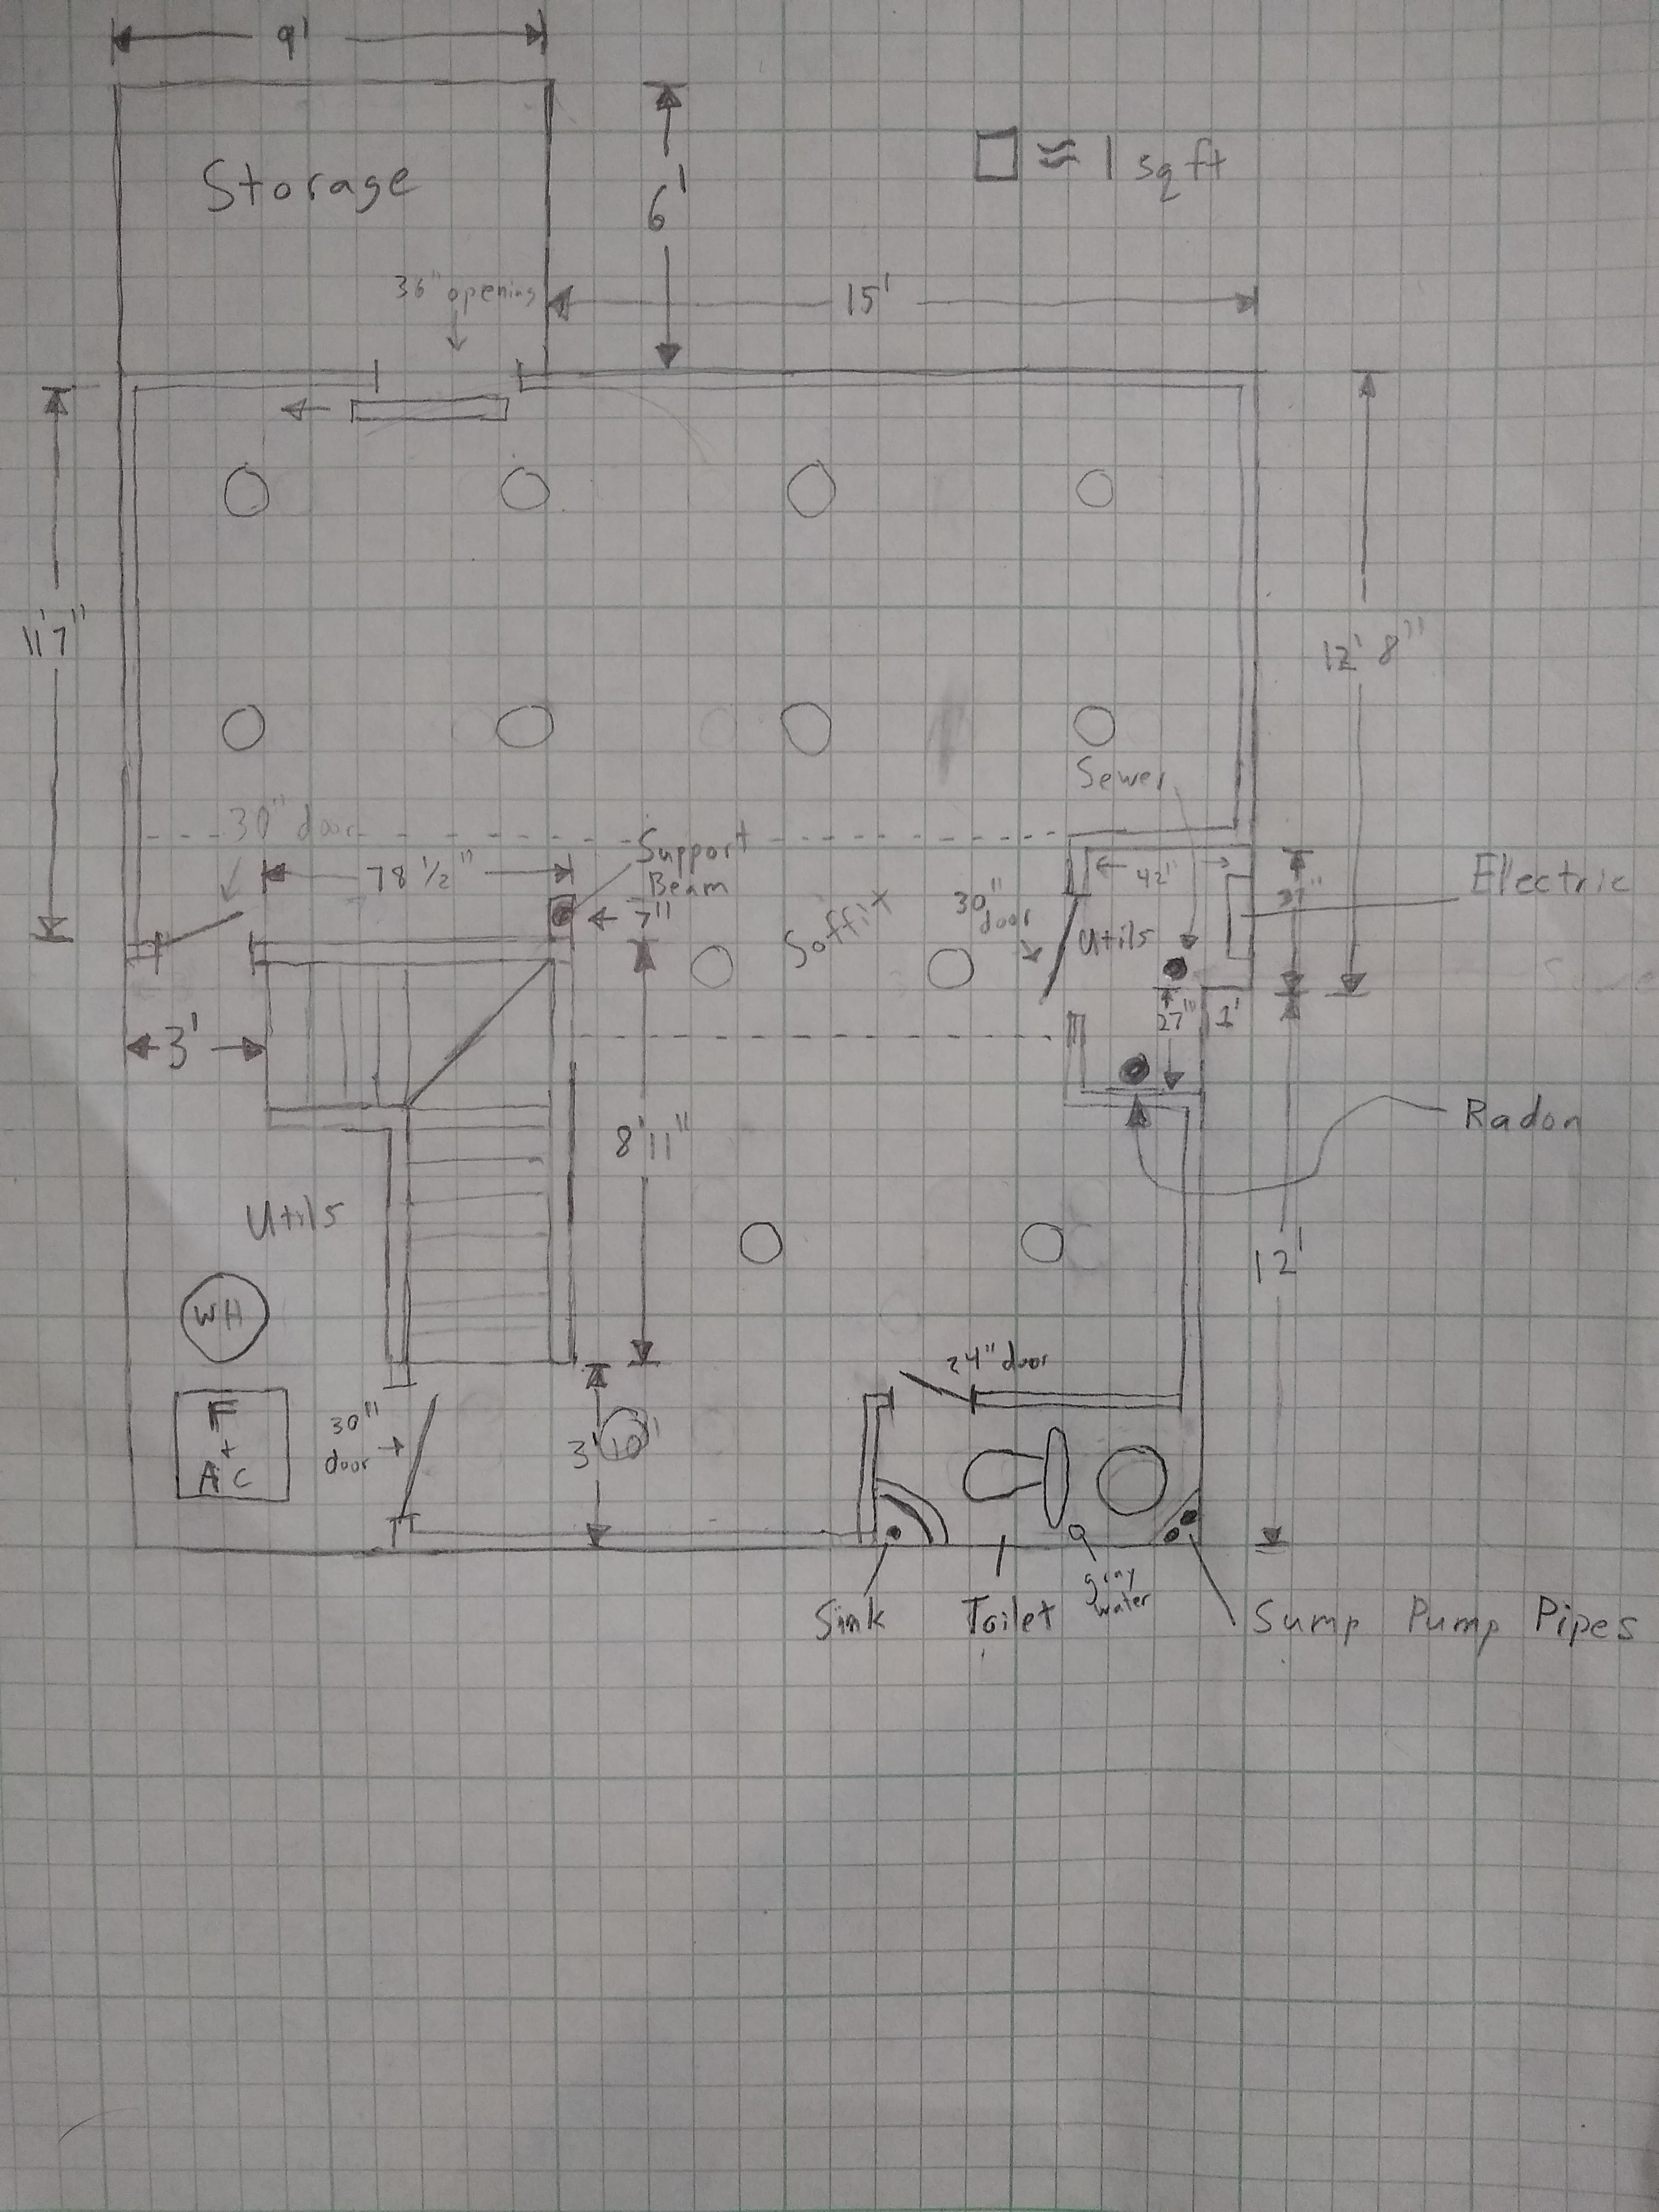 9'
Storage
6'
□ ≈ 1 sq ft
36" opening
15'
11'7"
12' 8"
Sewer
30" door
Support
Beam
78 1/2"
7"
42'
Electric
30"
door
Soffit
Utils
27"
1'
3'
Radon
8'11"
Utils
12'
WH
24" door
F
+
AC
30"
door
3'10"
Sink
Toilet
gray
water
Sump Pump Pipes